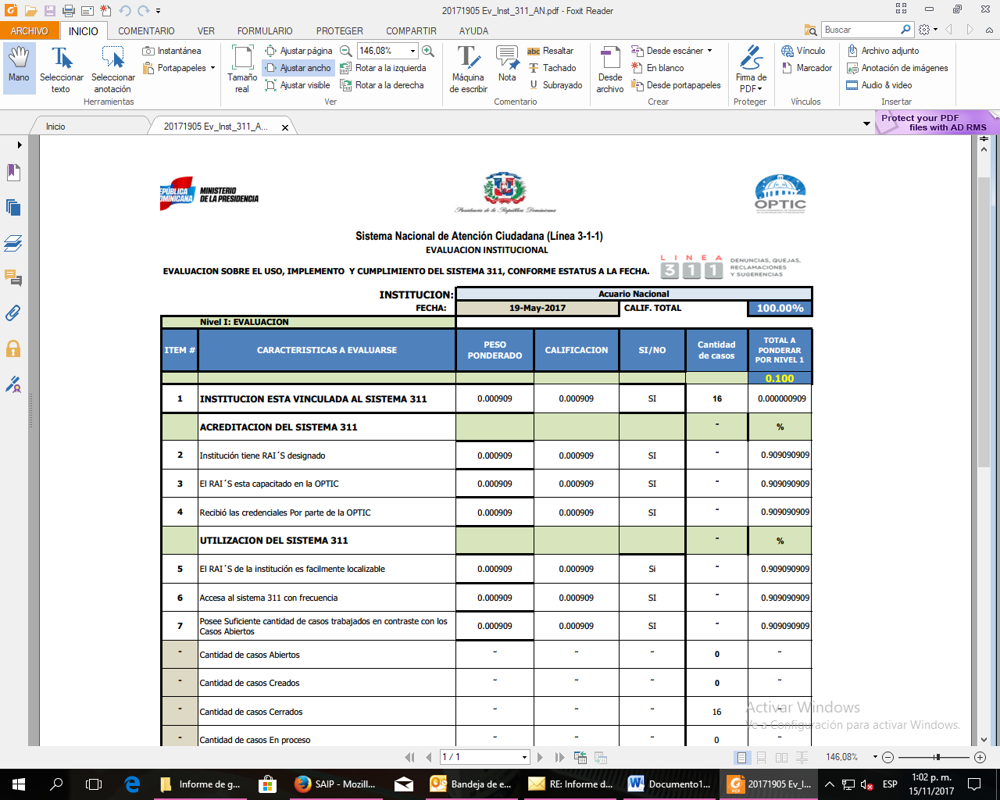 20171905 Ev_Inst_311_AN.pdf - Foxit Reader
ARCHIVO INICIO COMENTARIO VER FORMULARIO PROTEGER COMPARTIR AYUDA Buscar
Mano
Seleccionar texto
Seleccionar anotación
Instantánea
Portapapeles
Herramientas
Tamaño real
Ajustar página
Ajustar ancho
Ajustar visible
146,08%
Rotar a la izquierda
Rotar a la derecha
Ver
Máquina de escribir
Nota
Resaltar
Tachado
Subrayado
Comentario
Desde archivo
Desde escáner
En blanco
Desde portapapeles
Crear
Firma de PDF
Proteger
Vínculo
Marcador
Vínculos
Archivo adjunto
Anotación de imágenes
Audio & video
Insertar
Inicio
20171905 Ev_Inst_311_A... x
Protect your PDF
files with AD RMS
REPÚBLICA DOMINICANA
MINISTERIO DE LA PRESIDENCIA
Presidencia de la República Dominicana
OPTIC
Sistema Nacional de Atención Ciudadana (Línea 3-1-1)
EVALUACION INSTITUCIONAL
EVALUACION SOBRE EL USO, IMPLEMENTO Y CUMPLIMIENTO DEL SISTEMA 311, CONFORME ESTATUS A LA FECHA.
LINEA 311
DENUNCIAS, QUEJAS, RECLAMACIONES Y SUGERENCIAS
INSTITUCION: Acuario Nacional
FECHA: 19-May-2017 CALIF. TOTAL 100.00%
Nivel I: EVALUACION
ITEM # CARACTERISTICAS A EVALUARSE PESO PONDERADO CALIFICACION SI/NO Cantidad de casos TOTAL A PONDERAR POR NIVEL 1
0.100
1 INSTITUCION ESTA VINCULADA AL SISTEMA 311 0.000909 0.000909 SI 16 0.000000909
ACREDITACION DEL SISTEMA 311 ~ %
2 Institución tiene RAI´S designado 0.000909 0.000909 SI ~ 0.909090909
3 El RAI´S esta capacitado en la OPTIC 0.000909 0.000909 SI ~ 0.909090909
4 Recibió las credenciales Por parte de la OPTIC 0.000909 0.000909 SI ~ 0.909090909
UTILIZACION DEL SISTEMA 311 ~ %
5 El RAI´S de la institución es facilmente localizable 0.000909 0.000909 Si ~ 0.909090909
6 Accesa al sistema 311 con frecuencia 0.000909 0.000909 SI ~ 0.909090909
7 Posee Suficiente cantidad de casos trabajados en contraste con los Casos Abiertos 0.000909 0.000909 SI ~ 0.909090909
~ Cantidad de casos Abiertos ~ ~ ~ 0 ~
~ Cantidad de casos Creados ~ ~ ~ 0 ~
~ Cantidad de casos Cerrados ~ ~ ~ 16 ~
~ Cantidad de casos En proceso ~ ~ ~ 0 ~
Activar Windows
Ve a Configuración para activar Windows.
1 / 1 146,08%
Informe de g... SAIP - Mozill... Bandeja de e... RE: Informe d... Documento1... 20171905 Ev_I... ESP 1:02 p. m.
15/11/2017